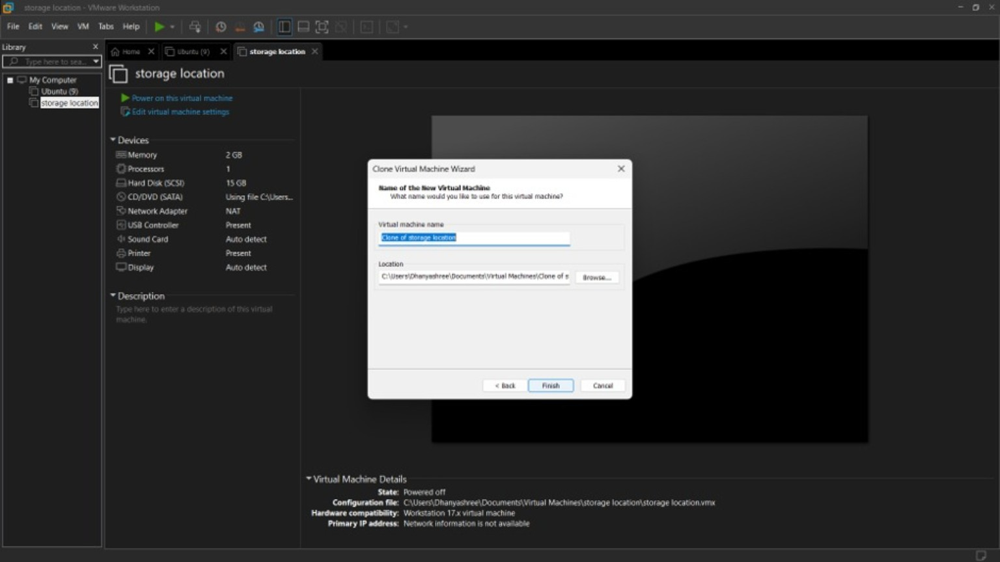 storage location - VMware Workstation
File Edit View VM Tabs Help
Library
Type here to sea...
My Computer
Ubuntu (9)
storage location
Home
Ubuntu (9)
storage location
storage location
Power on this virtual machine
Edit virtual machine settings
Devices
Memory 2 GB
Processors 1
Hard Disk (SCSI) 15 GB
CD/DVD (SATA) Using file C:\Users...
Network Adapter NAT
USB Controller Present
Sound Card Auto detect
Printer Present
Display Auto detect
Description
Type here to enter a description of this virtual
machine.
Clone Virtual Machine Wizard
Name of the New Virtual Machine
What name would you like to use for this virtual machine?
Virtual machine name
Clone of storage location
Location
C:\Users\Dhanyashree\Documents\Virtual Machines\Clone of s
Browse...
< Back Finish Cancel
Virtual Machine Details
State: Powered off
Configuration file: C:\Users\Dhanyashree\Documents\Virtual Machines\storage location\storage location.vmx
Hardware compatibility: Workstation 17.x virtual machine
Primary IP address: Network information is not available